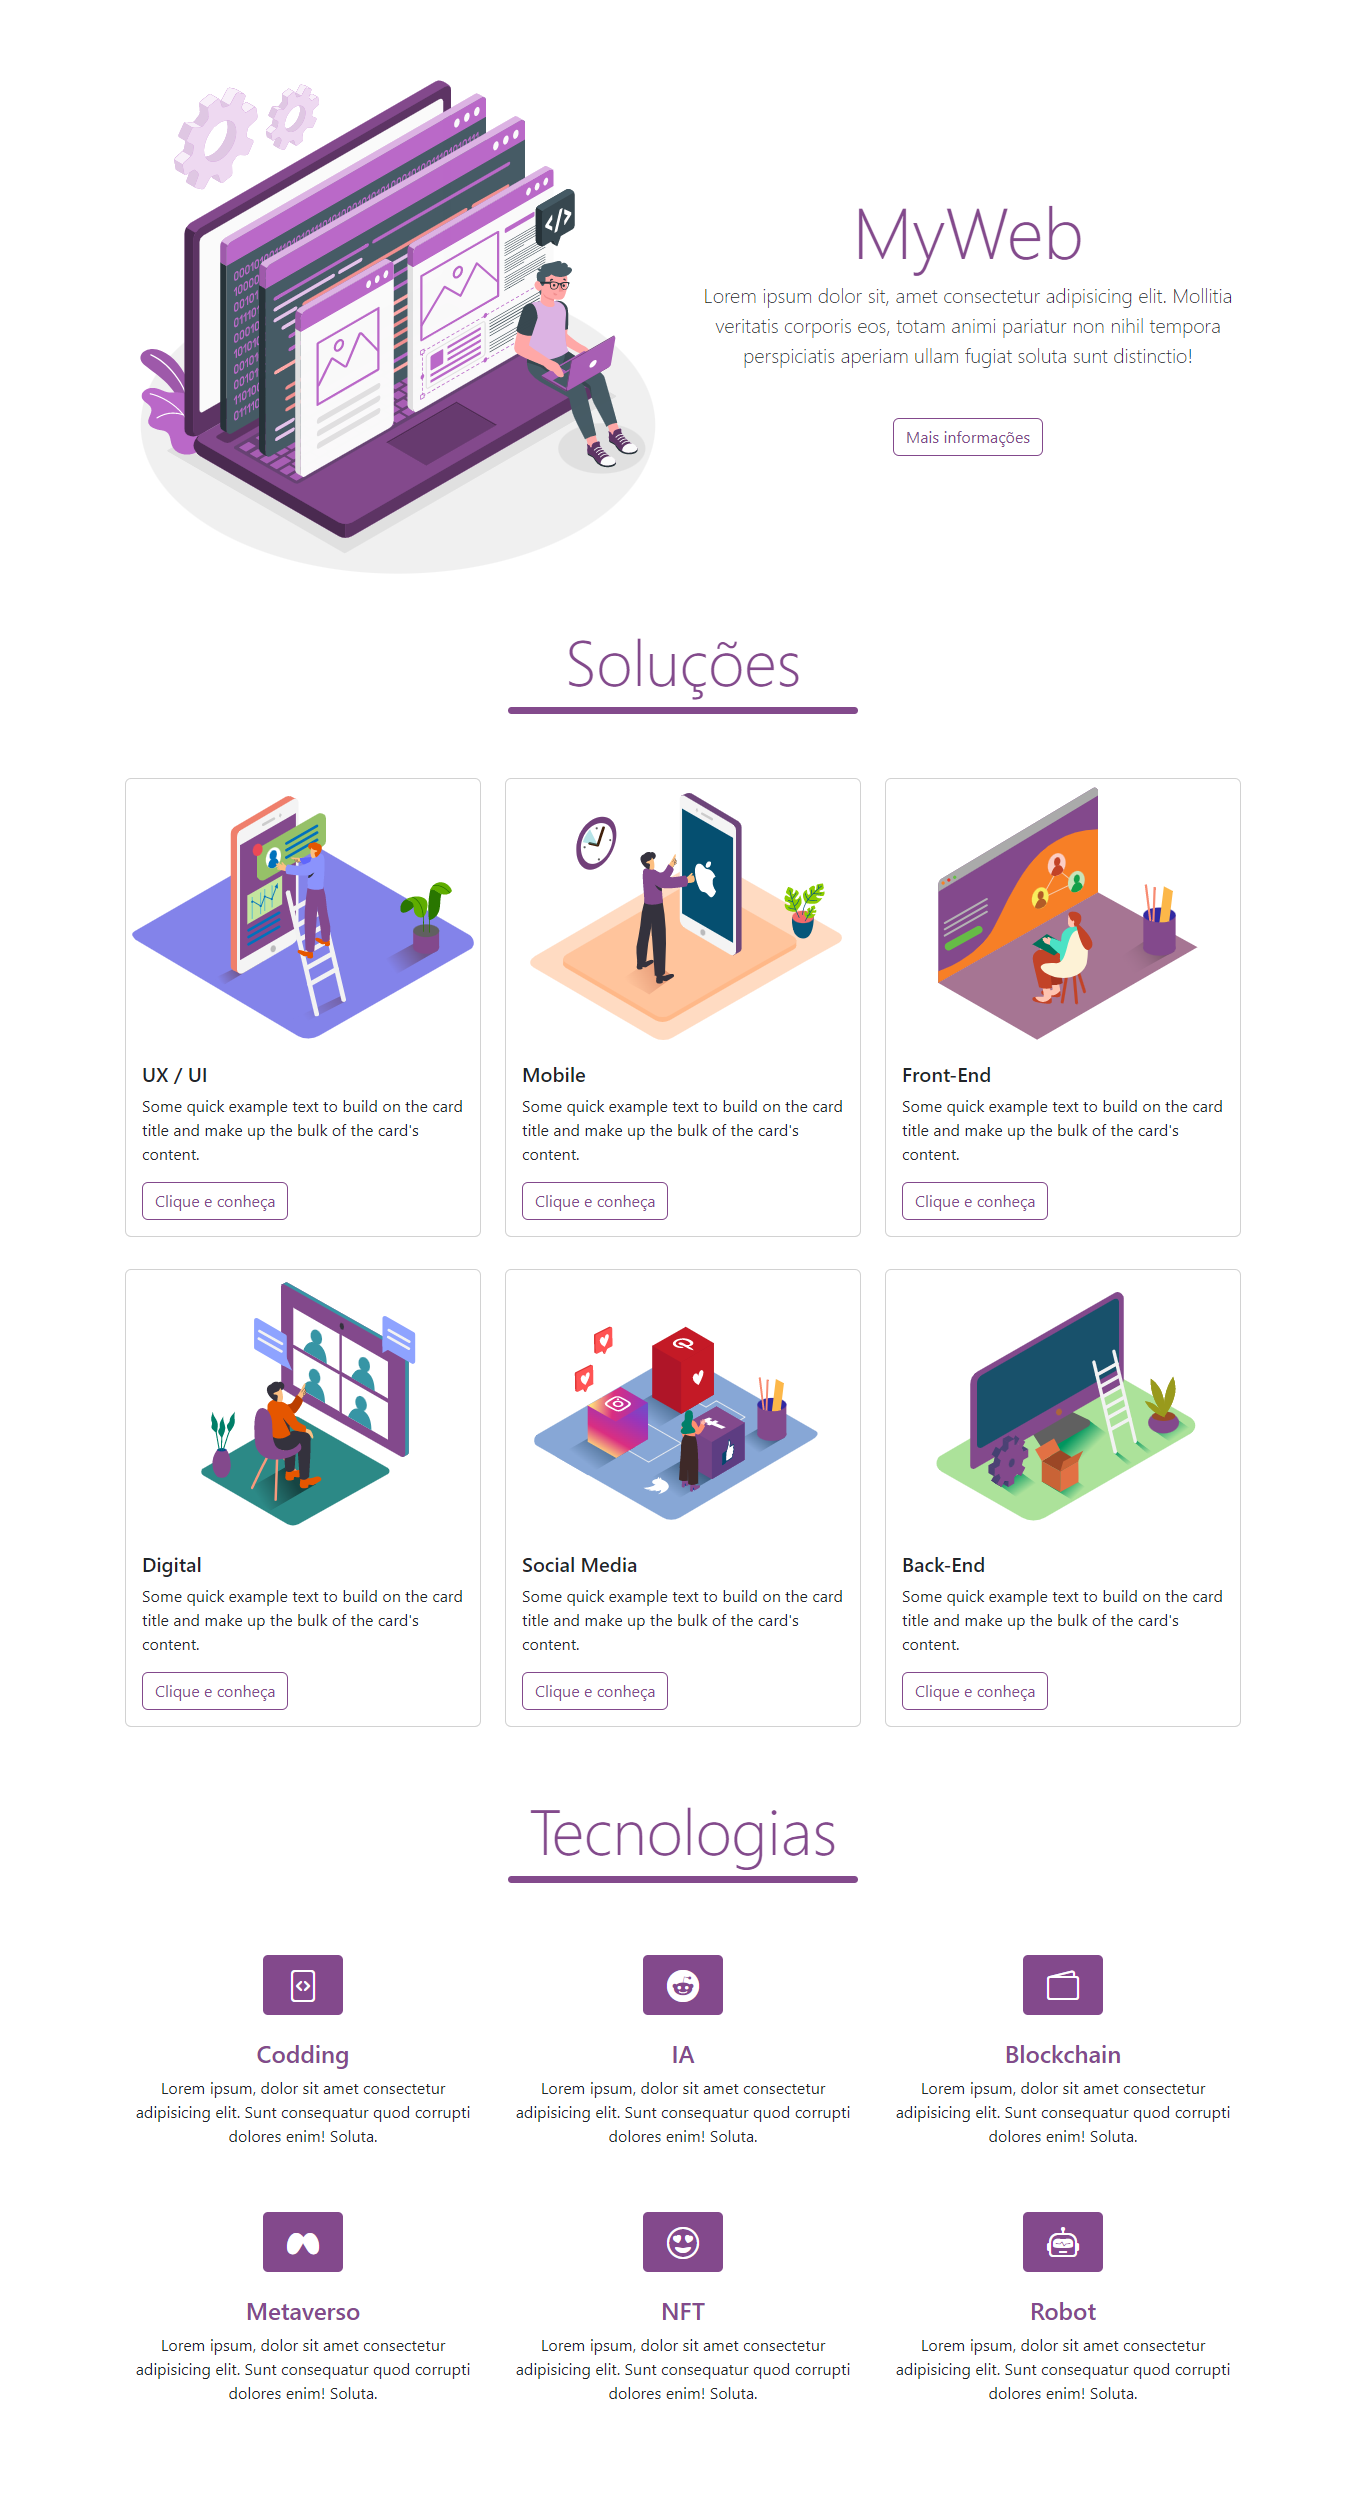 MyWeb
Lorem ipsum dolor sit, amet consectetur adipisicing elit. Mollitia
veritatis corporis eos, totam animi pariatur non nihil tempora
perspiciatis aperiam ullam fugiat soluta sunt distinctio!
Mais informações
Soluções
UX / UI
Some quick example text to build on the card
title and make up the bulk of the card's
content.
Clique e conheça
Mobile
Some quick example text to build on the card
title and make up the bulk of the card's
content.
Clique e conheça
Front-End
Some quick example text to build on the card
title and make up the bulk of the card's
content.
Clique e conheça
Digital
Some quick example text to build on the card
title and make up the bulk of the card's
content.
Clique e conheça
Social Media
Some quick example text to build on the card
title and make up the bulk of the card's
content.
Clique e conheça
Back-End
Some quick example text to build on the card
title and make up the bulk of the card's
content.
Clique e conheça
Tecnologias
Codding
Lorem ipsum, dolor sit amet consectetur
adipisicing elit. Sunt consequatur quod corrupti
dolores enim! Soluta.
IA
Lorem ipsum, dolor sit amet consectetur
adipisicing elit. Sunt consequatur quod corrupti
dolores enim! Soluta.
Blockchain
Lorem ipsum, dolor sit amet consectetur
adipisicing elit. Sunt consequatur quod corrupti
dolores enim! Soluta.
Metaverso
Lorem ipsum, dolor sit amet consectetur
adipisicing elit. Sunt consequatur quod corrupti
dolores enim! Soluta.
NFT
Lorem ipsum, dolor sit amet consectetur
adipisicing elit. Sunt consequatur quod corrupti
dolores enim! Soluta.
Robot
Lorem ipsum, dolor sit amet consectetur
adipisicing elit. Sunt consequatur quod corrupti
dolores enim! Soluta.